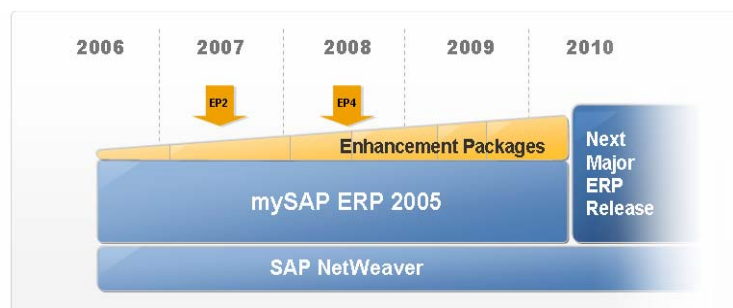 2006 2007 2008 2009 2010
EP2 EP4
Enhancement Packages
Next
Major
ERP
Release
mySAP ERP 2005
SAP NetWeaver